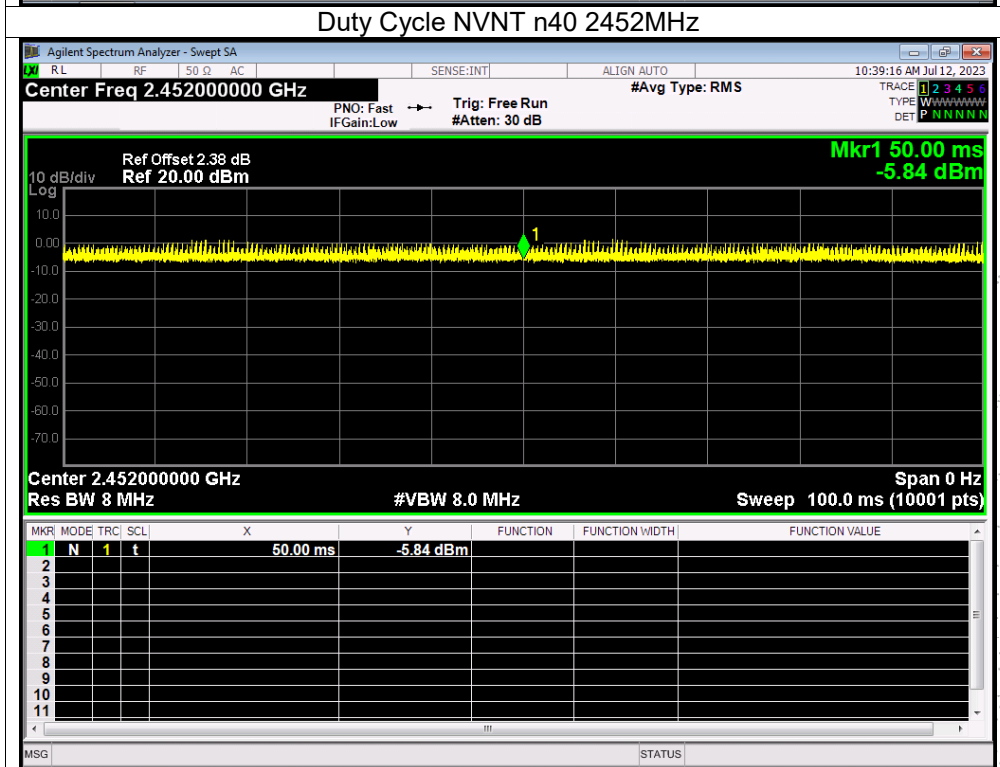 Duty Cycle NVNT n40 2452MHz
Agilent Spectrum Analyzer - Swept SA
LXI RL RF 50 Ω AC SENSE:INT ALIGN AUTO 10:39:16 AM Jul 12, 2023
Center Freq 2.452000000 GHz #Avg Type: RMS TRACE 1 2 3 4 5 6
PNO: Fast Trig: Free Run TYPE WWWWWW
IFGain:Low #Atten: 30 dB DET P N N N N N
Mkr1 50.00 ms
Ref Offset 2.38 dB
10 dB/div Ref 20.00 dBm -5.84 dBm
Log
10.0
1
0.00
-10.0
-20.0
-30.0
-40.0
-50.0
-60.0
-70.0
Center 2.452000000 GHz Span 0 Hz
Res BW 8 MHz #VBW 8.0 MHz Sweep 100.0 ms (10001 pts)
MKR MODE TRC SCL X Y FUNCTION FUNCTION WIDTH FUNCTION VALUE
1 N 1 t 50.00 ms -5.84 dBm
2
3
4
5
6
7
8
9
10
11
MSG STATUS